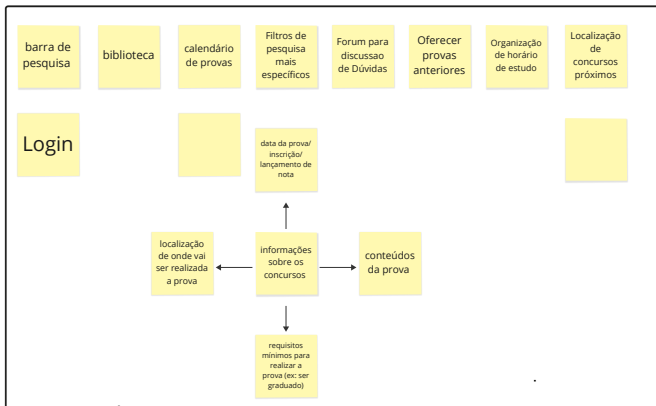 barra de
pesquisa
biblioteca
calendário
de provas
Filtros de
pesquisa
mais
específicos
Forum para
discussao
de Dúvidas
Oferecer
provas
anteriores
Organização
de horário
de estudo
Localização
de
concursos
próximos
Login
data da prova/
inscrição/
lançamento de
nota
localização
de onde vai
ser realizada
a prova
informações
sobre os
concursos
conteúdos
da prova
requisitos
mínimos para
realizar a
prova (ex: ser
graduado)